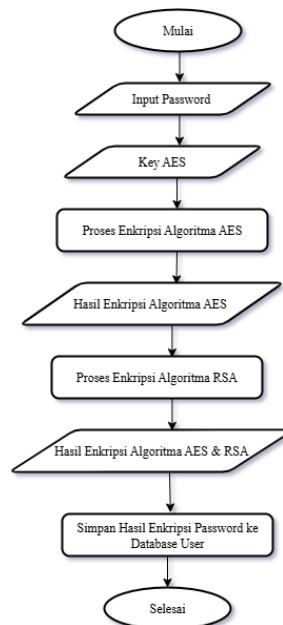 Mulai
Input Password
Key AES
Proses Enkripsi Algoritma AES
Hasil Enkripsi Algoritma AES
Proses Enkripsi Algoritma RSA
Hasil Enkripsi Algoritma AES & RSA
Simpan Hasil Enkripsi Password ke
Database User
Selesai